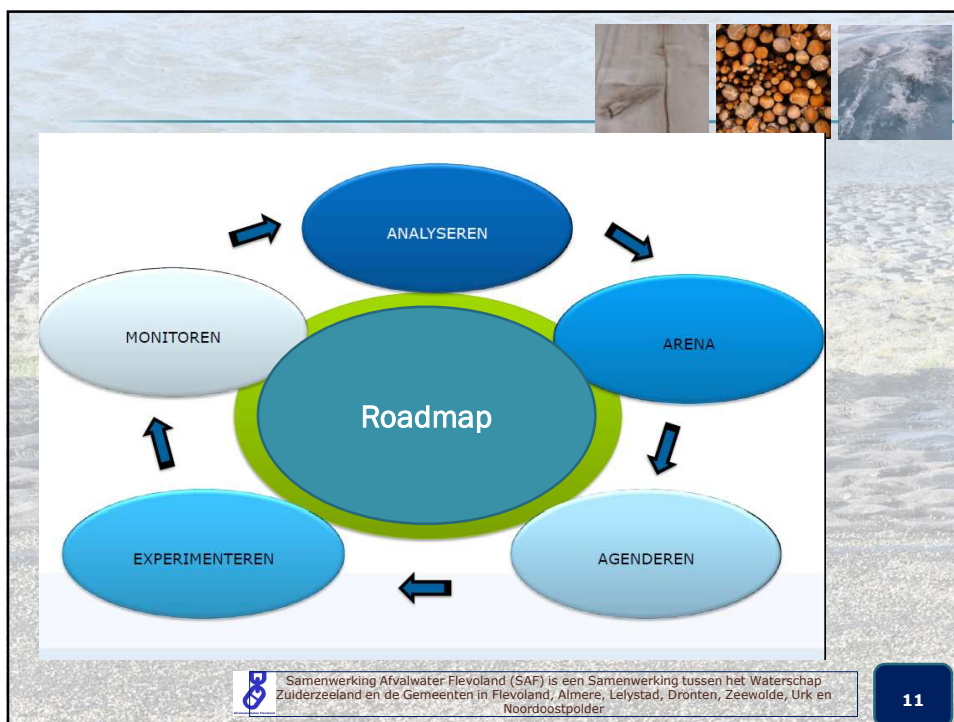 ANALYSEREN
MONITOREN
ARENA
Roadmap
EXPERIMENTEREN
AGENDEREN
Samenwerking Afvalwater Flevoland (SAF) is een Samenwerking tussen het Waterschap
Zuiderzeeland en de Gemeenten in Flevoland, Almere, Lelystad, Dronten, Zeewolde, Urk en
Noordoostpolder
11